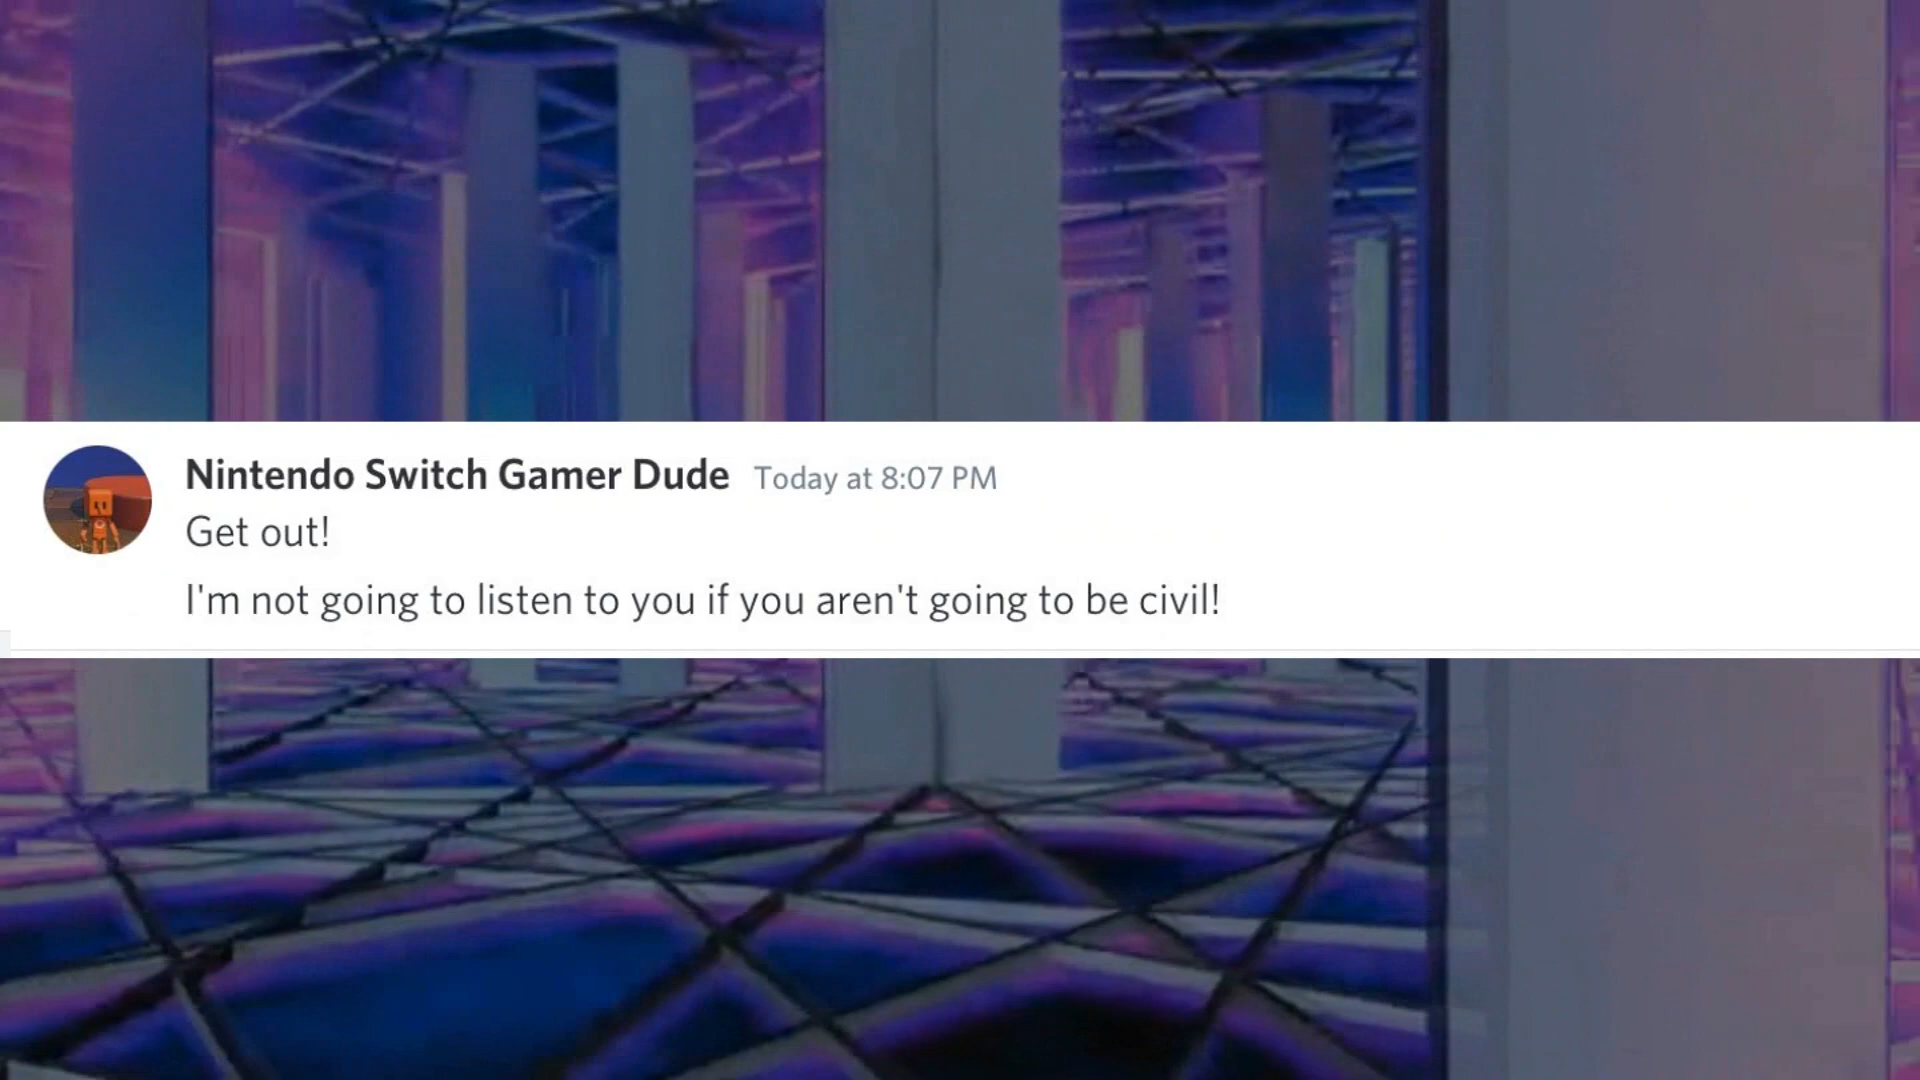 Nintendo Switch Gamer Dude Today at 8:07 PM
Get out!
I'm not going to listen to you if you aren't going to be civil!